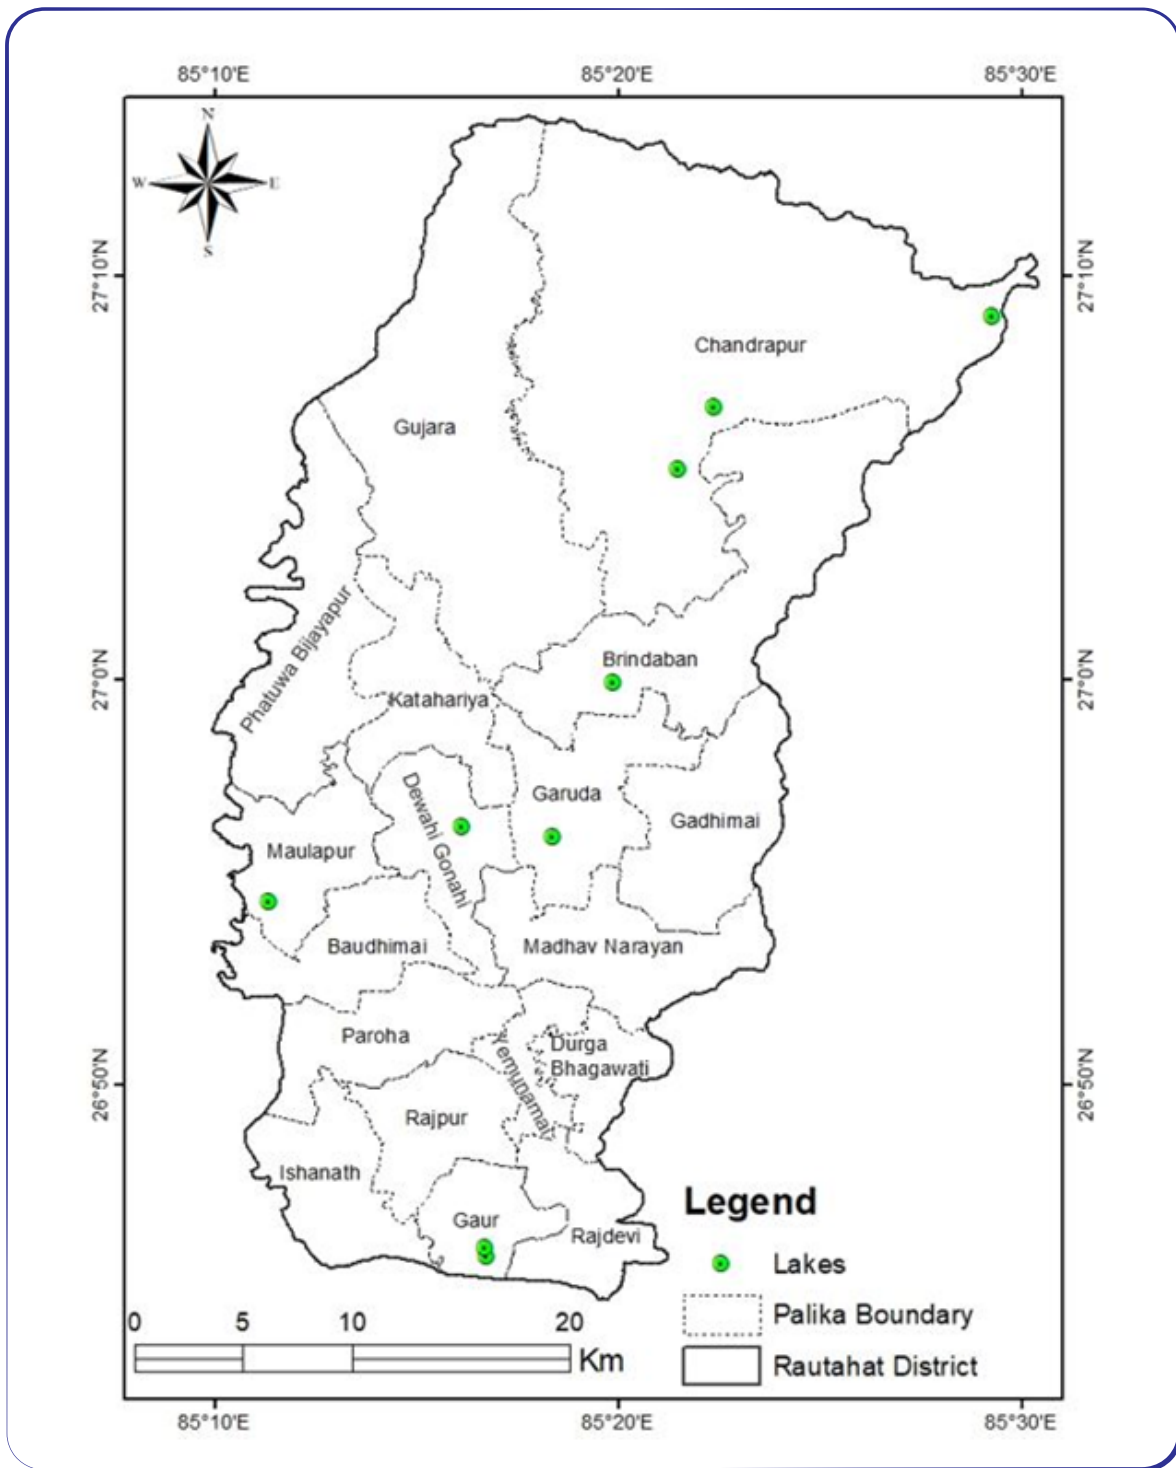 85°10'E
85°20'E
85°30'E
N
W
E
S
27°10'N
27°10'N
Chandrapur
Gujara
Phatuwa Bijayapur
Brindaban
27°0'N
27°0'N
Katahariya
Dewahi Gonahi
Garuda
Gadhimai
Maulapur
Baudhimai
Madhav Narayan
Paroha
Yemunamai
Durga
Bhagawati
26°50'N
26°50'N
Rajpur
Ishanath
Gaur
Rajdevi
Legend
Lakes
Palika Boundary
Rautahat District
0
5
10
20
Km
85°10'E
85°20'E
85°30'E